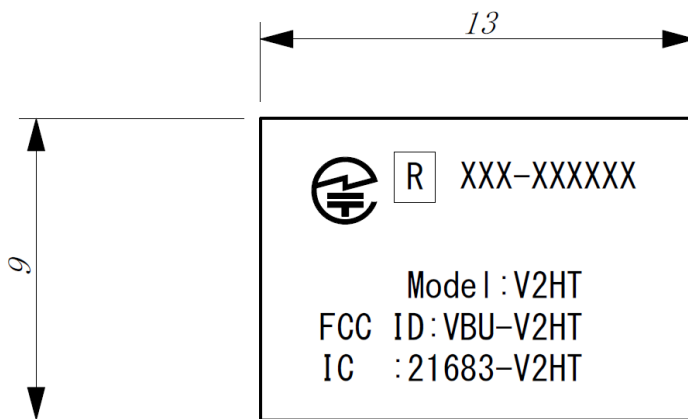 13
9
R XXX-XXXXXX
Model:V2HT
FCC ID:VBU-V2HT
IC :21683-V2HT